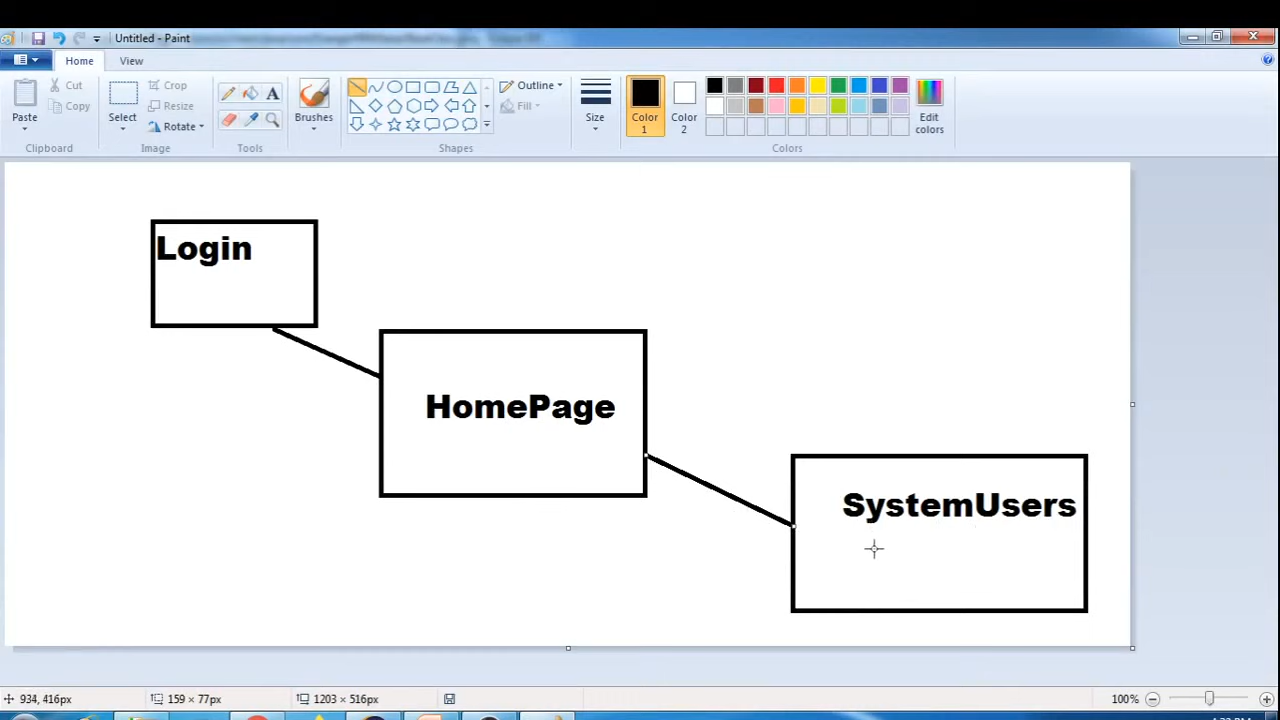 Untitled - Paint
Home
View
Paste
Cut
Copy
Clipboard
Select
Crop
Resize
Rotate
Image
A
Tools
Brushes
Shapes
Outline
Fill
Size
Color
1
Color
2
Edit
colors
Colors
Login
HomePage
SystemUsers
934, 416px
159 × 77px
1203 × 516px
100%